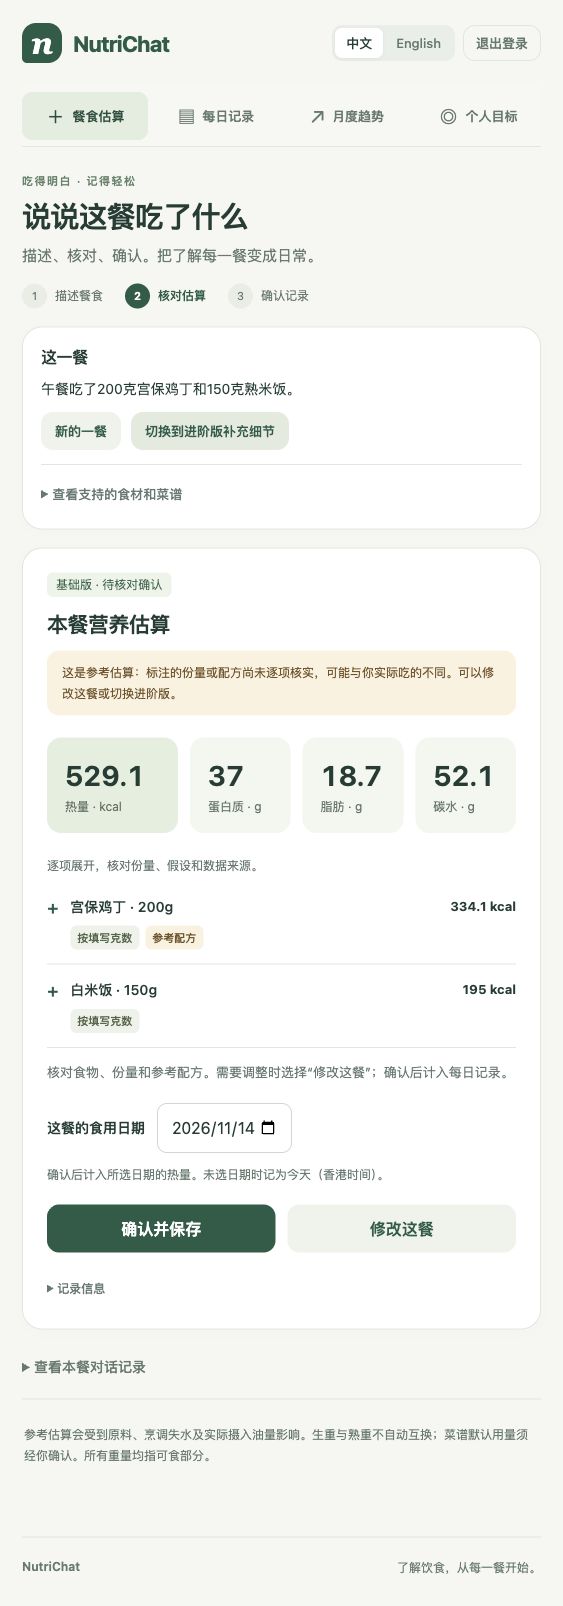 n NutriChat
中文 English 退出登录
餐食估算 每日记录 月度趋势 个人目标
吃得明白 · 记得轻松
说说这餐吃了什么
描述、核对、确认。把了解每一餐变成日常。
1 描述餐食 2 核对估算 3 确认记录
这一餐
午餐吃了200克宫保鸡丁和150克熟米饭。
新的一餐 切换到进阶版补充细节
查看支持的食材和菜谱
基础版 · 待核对确认
本餐营养估算
这是参考估算：标注的份量或配方尚未逐项核实，可能与你实际吃的不同。可以修
改这餐或切换进阶版。
529.1 37 18.7 52.1
热量 · kcal 蛋白质 · g 脂肪 · g 碳水 · g
逐项展开，核对份量、假设和数据来源。
+ 宫保鸡丁 · 200g 334.1 kcal
按填写克数 参考配方
+ 白米饭 · 150g 195 kcal
按填写克数
核对食物、份量和参考配方。需要调整时选择“修改这餐”；确认后计入每日记录。
这餐的食用日期 2026/11/14
确认后计入所选日期的热量。未选日期时记为今天（香港时间）。
确认并保存 修改这餐
记录信息
查看本餐对话记录
参考估算会受到原料、烹调失水及实际摄入油量影响。生重与熟重不自动互换；菜谱默认用量须
经你确认。所有重量均指可食部分。
NutriChat 了解饮食，从每一餐开始。